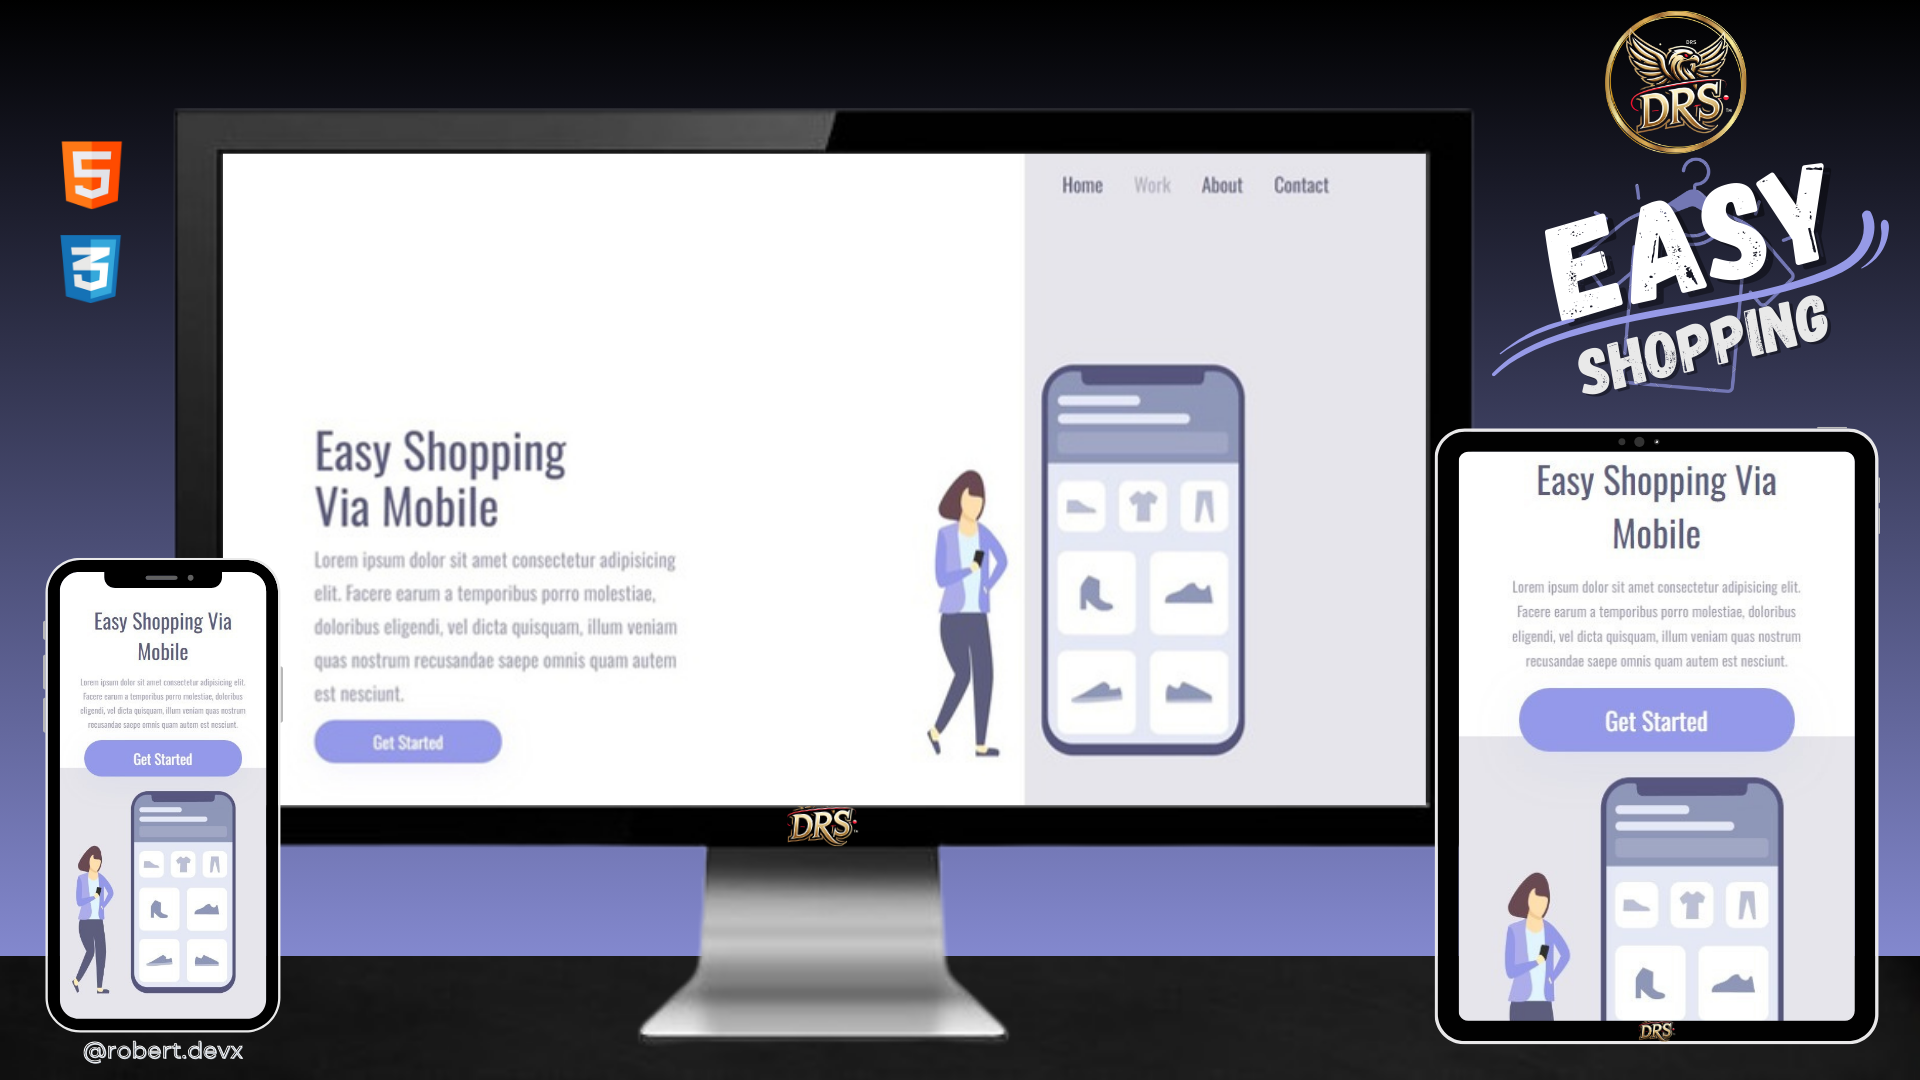 DRS
DRS
EASY
SHOPPING
Home Work About Contact
Easy Shopping
Via Mobile
Lorem ipsum dolor sit amet consectetur adipisicing
elit. Facere earum a temporibus porro molestiae,
doloribus eligendi, vel dicta quisquam, illum veniam
quas nostrum recusandae saepe omnis quam autem
est nesciunt.
Get Started
DRS
Easy Shopping Via
Mobile
Lorem ipsum dolor sit amet consectetur adipisicing elit.
Facere earum a temporibus porro molestiae, doloribus
eligendi, vel dicta quisquam, illum veniam quas nostrum
recusandae saepe omnis quam autem est nesciunt.
Get Started
Easy Shopping Via
Mobile
Lorem ipsum dolor sit amet consectetur adipisicing elit.
Facere earum a temporibus porro molestiae, doloribus
eligendi, vel dicta quisquam, illum veniam quas nostrum
recusandae saepe omnis quam autem est nesciunt.
Get Started
DRS
@robert.devx